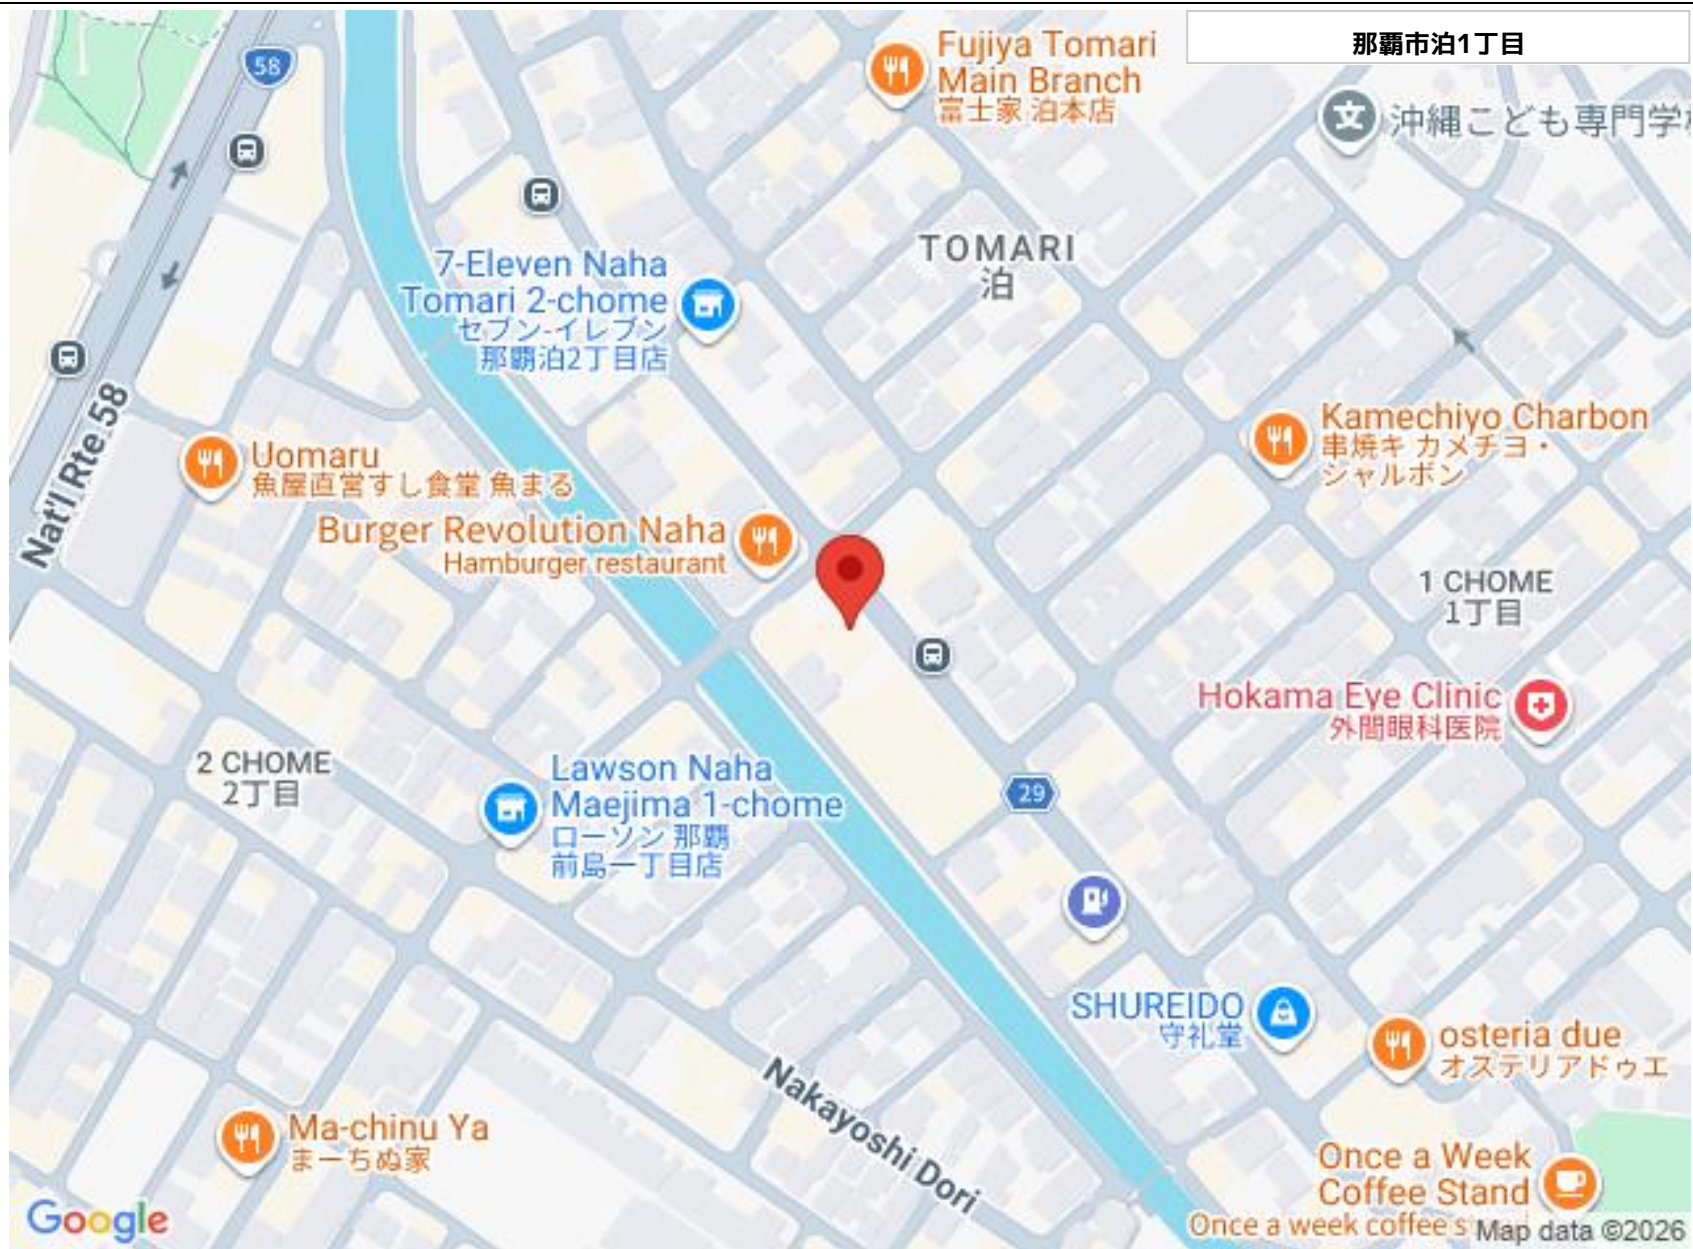 那覇市泊1丁目
58
Fujiya Tomari
Main Branch
富士家 泊本店
文
沖縄こども専門学校
TOMARI
泊
7-Eleven Naha
Tomari 2-chome
セブン-イレブン
那覇泊2丁目店
Nat'l Rte 58
Kamechiyo Charbon
串焼キ カメチヨ・
シャルボン
Uomaru
魚屋直営すし食堂 魚まる
Burger Revolution Naha
Hamburger restaurant
1 CHOME
1丁目
Hokama Eye Clinic
外間眼科医院
2 CHOME
2丁目
Lawson Naha
Maejima 1-chome
ローソン 那覇
前島一丁目店
29
SHUREIDO
守礼堂
osteria due
オステリアドゥエ
Nakayoshi Dori
Ma-chinu Ya
まーちぬ家
Once a Week
Coffee Stand
Once a week coffee s
Google
Map data ©2026